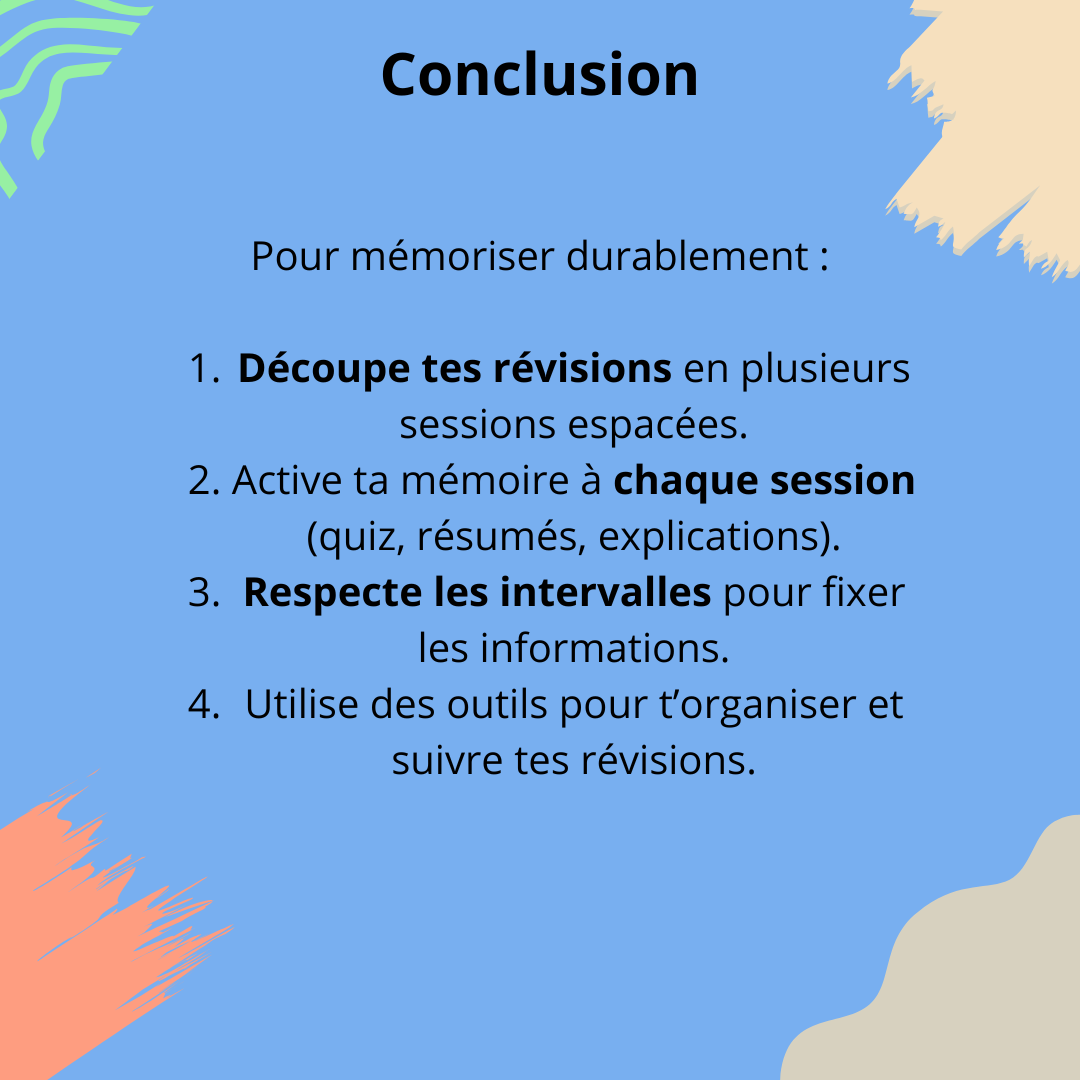 Conclusion
Pour mémoriser durablement :
1. Découpe tes révisions en plusieurs
sessions espacées.
2. Active ta mémoire à chaque session
(quiz, résumés, explications).
3. Respecte les intervalles pour fixer
les informations.
4. Utilise des outils pour t’organiser et
suivre tes révisions.